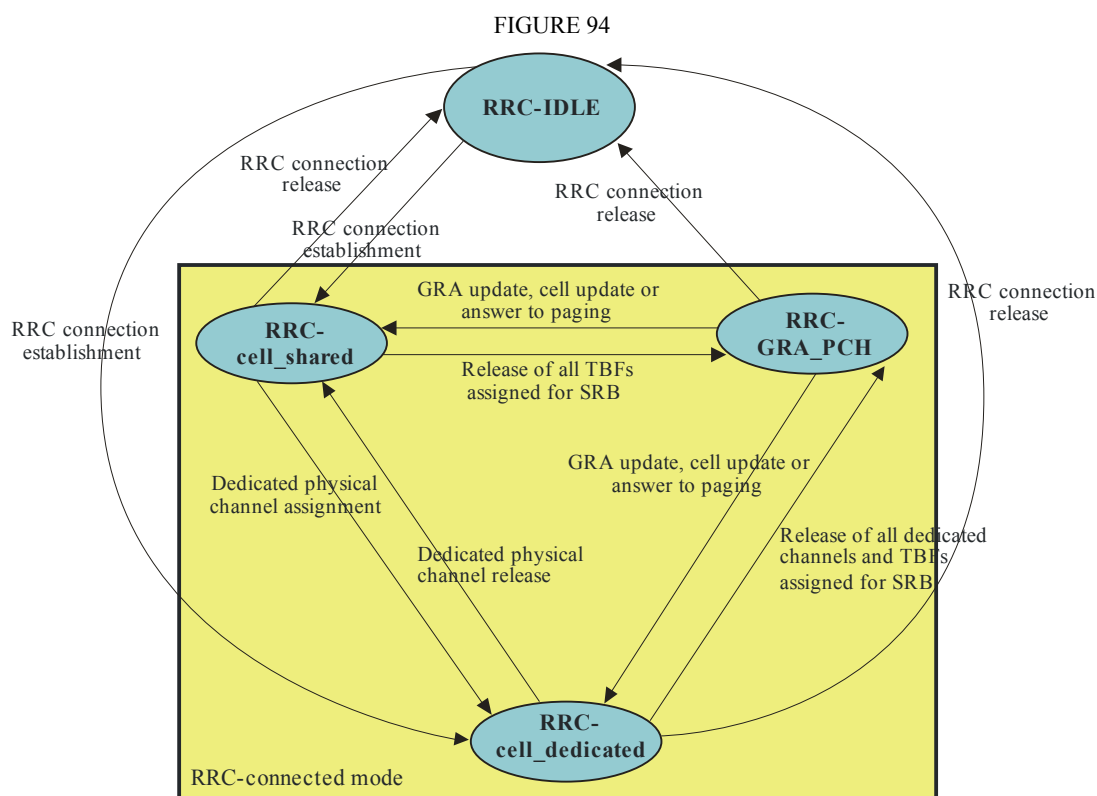 FIGURE 94
RRC-IDLE
RRC connection
release
RRC connection
release
RRC connection
establishment
GRA update, cell update or
answer to paging
RRC connection
release
RRC connection
establishment
RRC-
cell_shared
RRC-
GRA_PCH
Release of all TBFs
assigned for SRB
GRA update, cell update or
answer to paging
Dedicated physical
channel assignment
Release of all dedicated
channels and TBFs
assigned for SRB
Dedicated physical
channel release
RRC-
cell_dedicated
RRC-connected mode